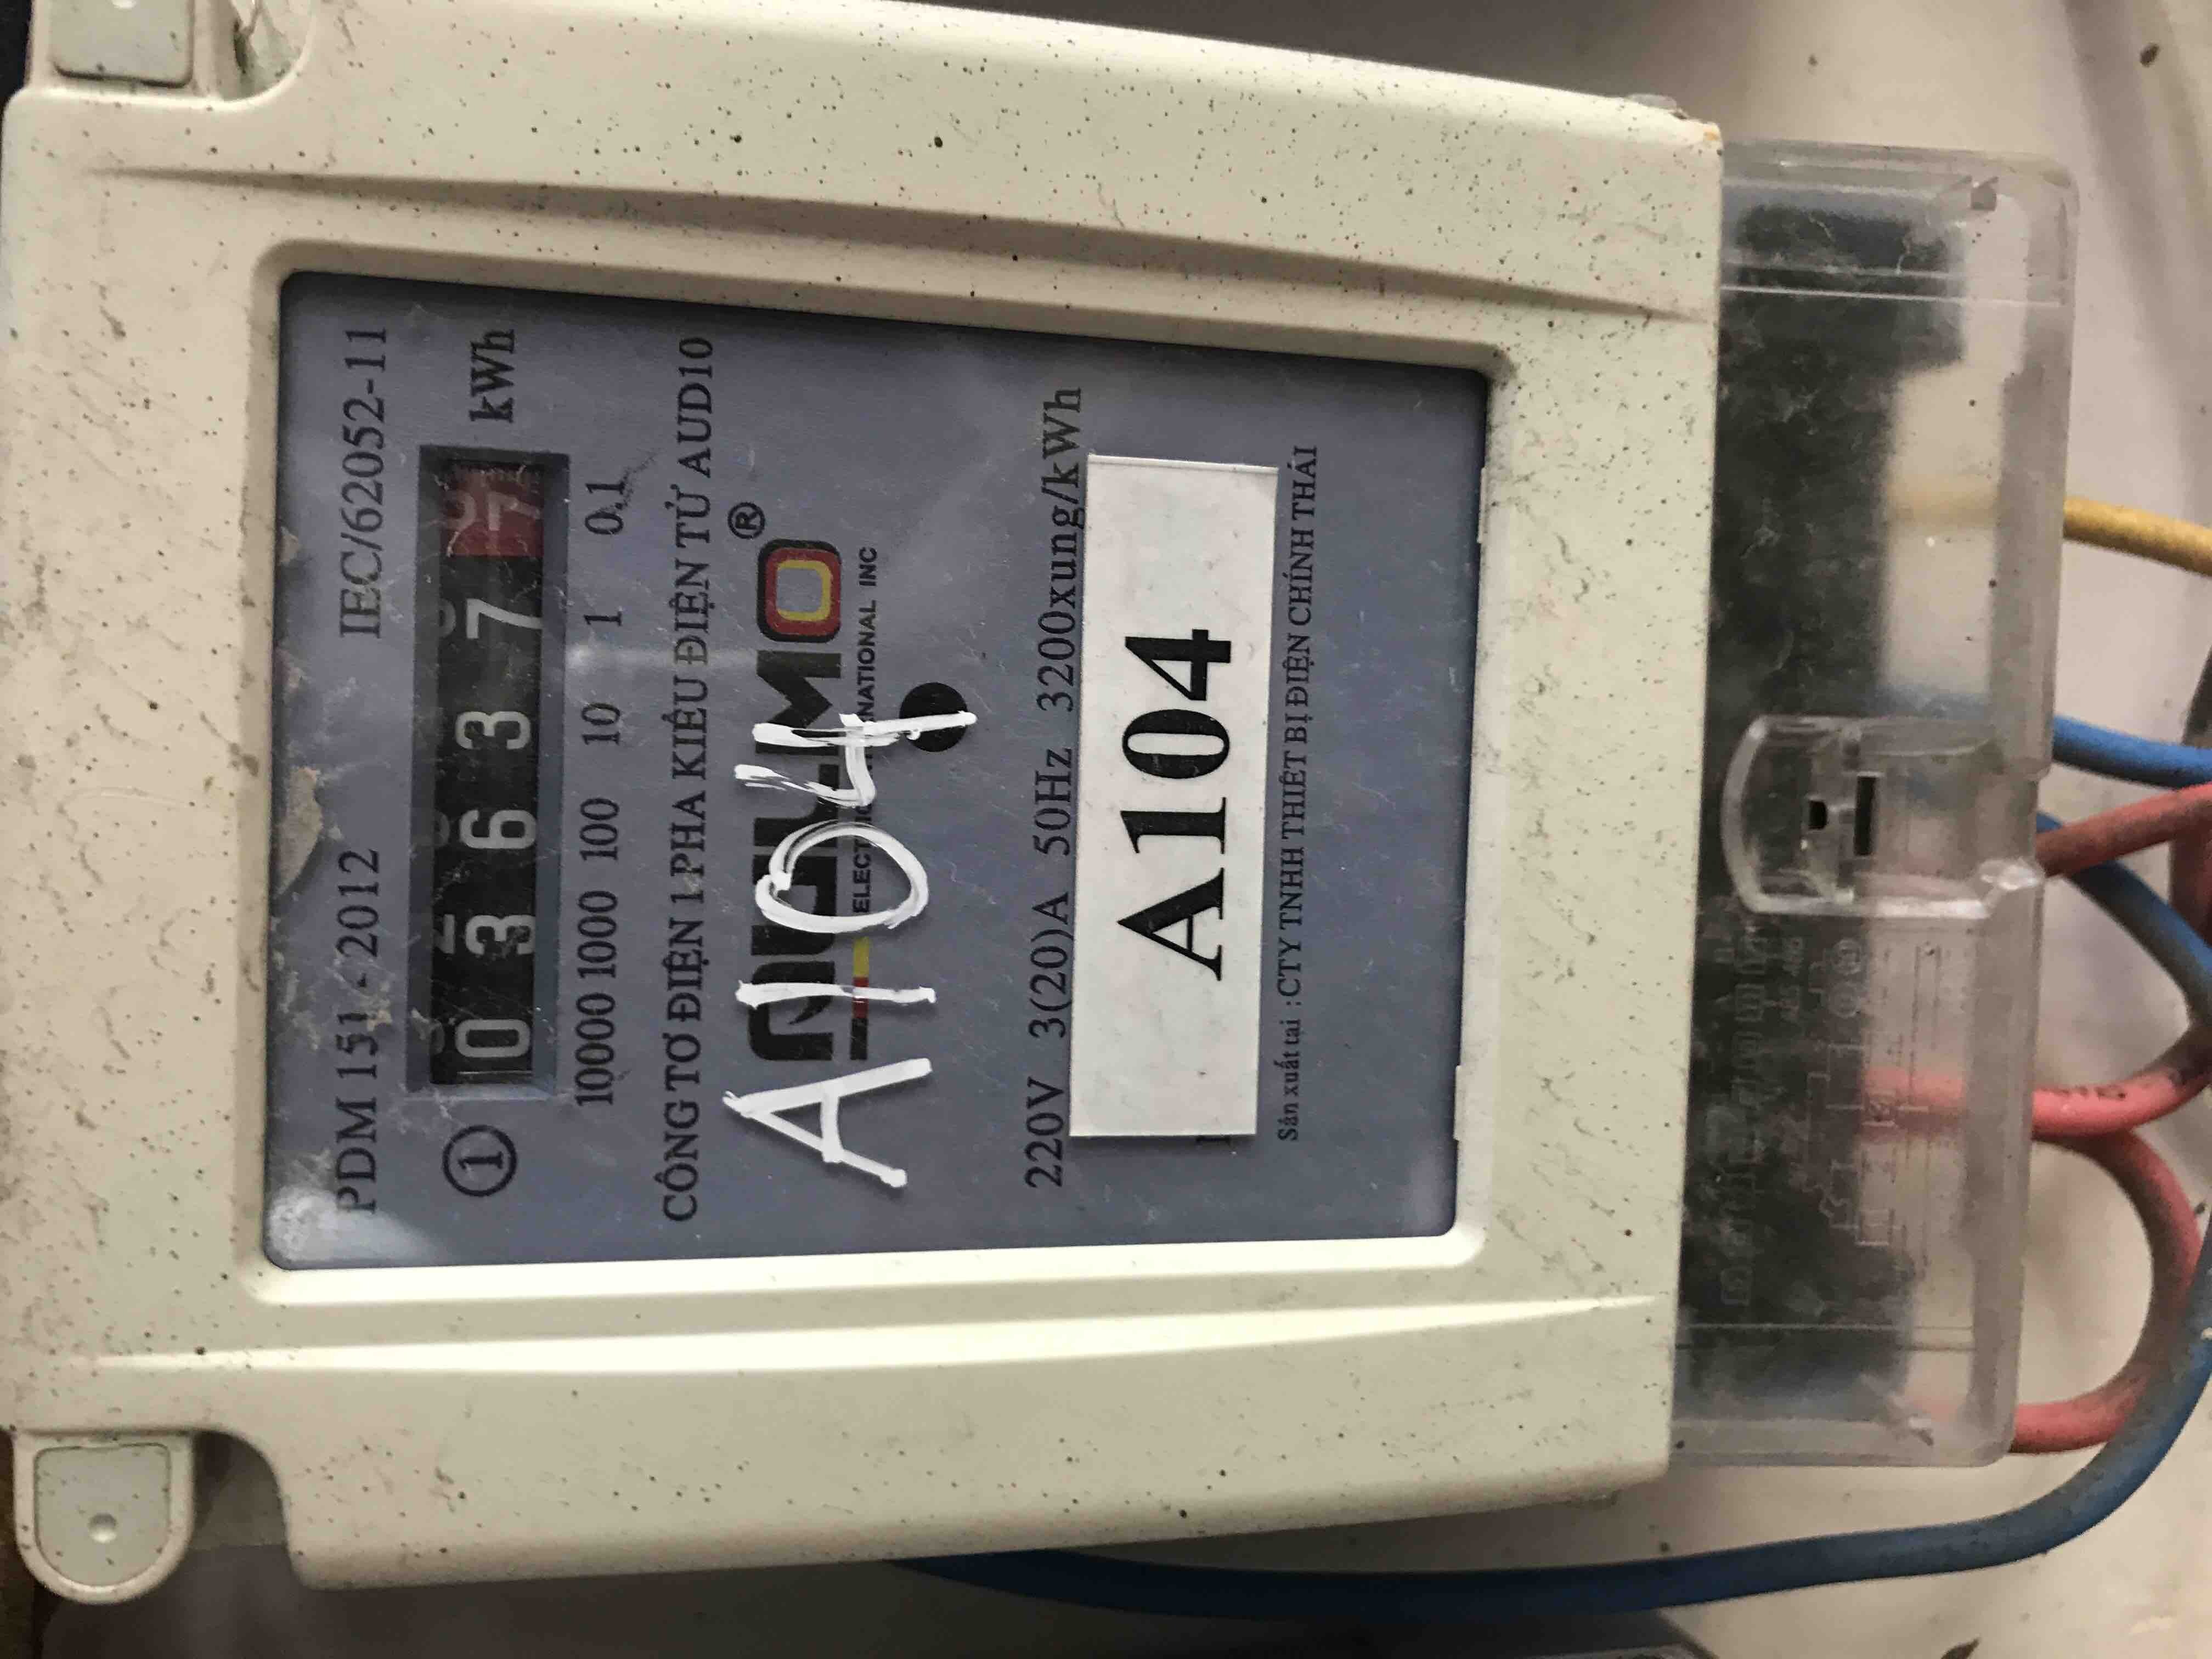 PDM 151 - 2012 IEC/62052-11
① 0 3 6 3 7 7 kWh
10000 1000 100 10 1 0.1
CÔNG TƠ ĐIỆN 1 PHA KIỂU ĐIỆN TỬ AUD10
®
A104
220V 3(20)A 50Hz 3200xung/kWh
A104
Sản xuất tại : CTY TNHH THIẾT BỊ ĐIỆN CHÍNH THÁI